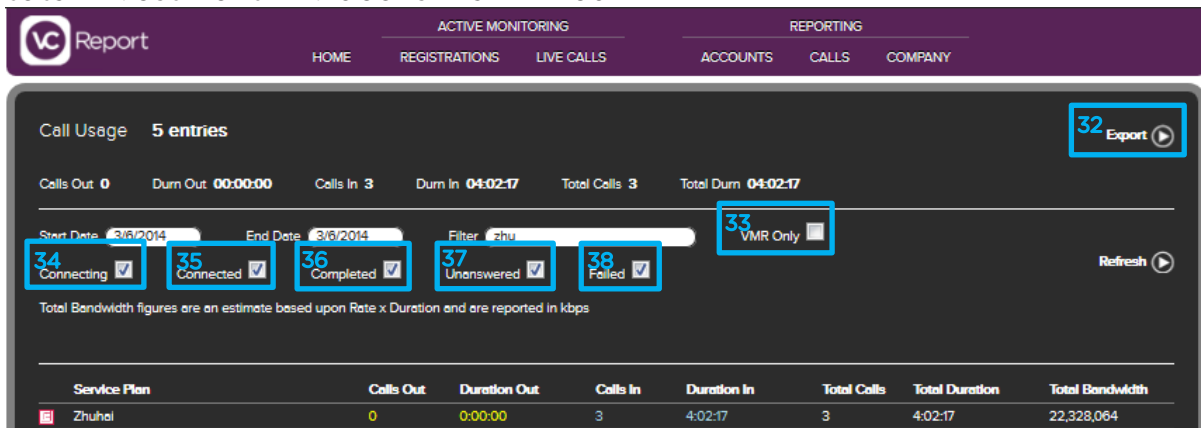 VC Report
ACTIVE MONITORING REPORTING
HOME REGISTRATIONS LIVE CALLS ACCOUNTS CALLS COMPANY
Call Usage 5 entries
32 Export
Calls Out 0 Durn Out 00:00:00 Calls In 3 Durn In 04:02:17 Total Calls 3 Total Durn 04:02:17
Start Date 3/6/2014 End Date 3/6/2014 Filter zhu 33 VMR Only
34 Connecting 35 Connected 36 Completed 37 Unanswered 38 Failed
Refresh
Total Bandwidth figures are an estimate based upon Rate x Duration and are reported in kbps
Service Plan Calls Out Duration Out Calls In Duration In Total Calls Total Duration Total Bandwidth
Zhuhai 0 0:00:00 3 4:02:17 3 4:02:17 22,328,064